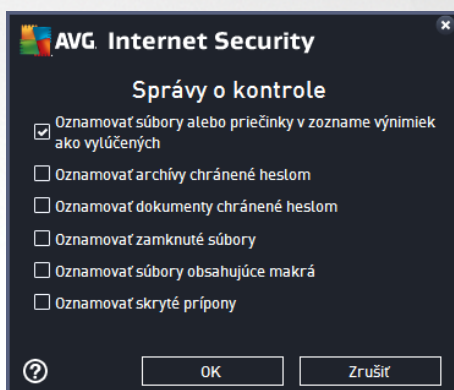 AVG. Internet Security
Správy o kontrole
Oznamovať súbory alebo priečinky v zozname výnimiek
ako vylúčených
Oznamovať archívy chránené heslom
Oznamovať dokumenty chránené heslom
Oznamovať zamknuté súbory
Oznamovať súbory obsahujúce makrá
Oznamovať skryté prípony
OK
Zrušiť